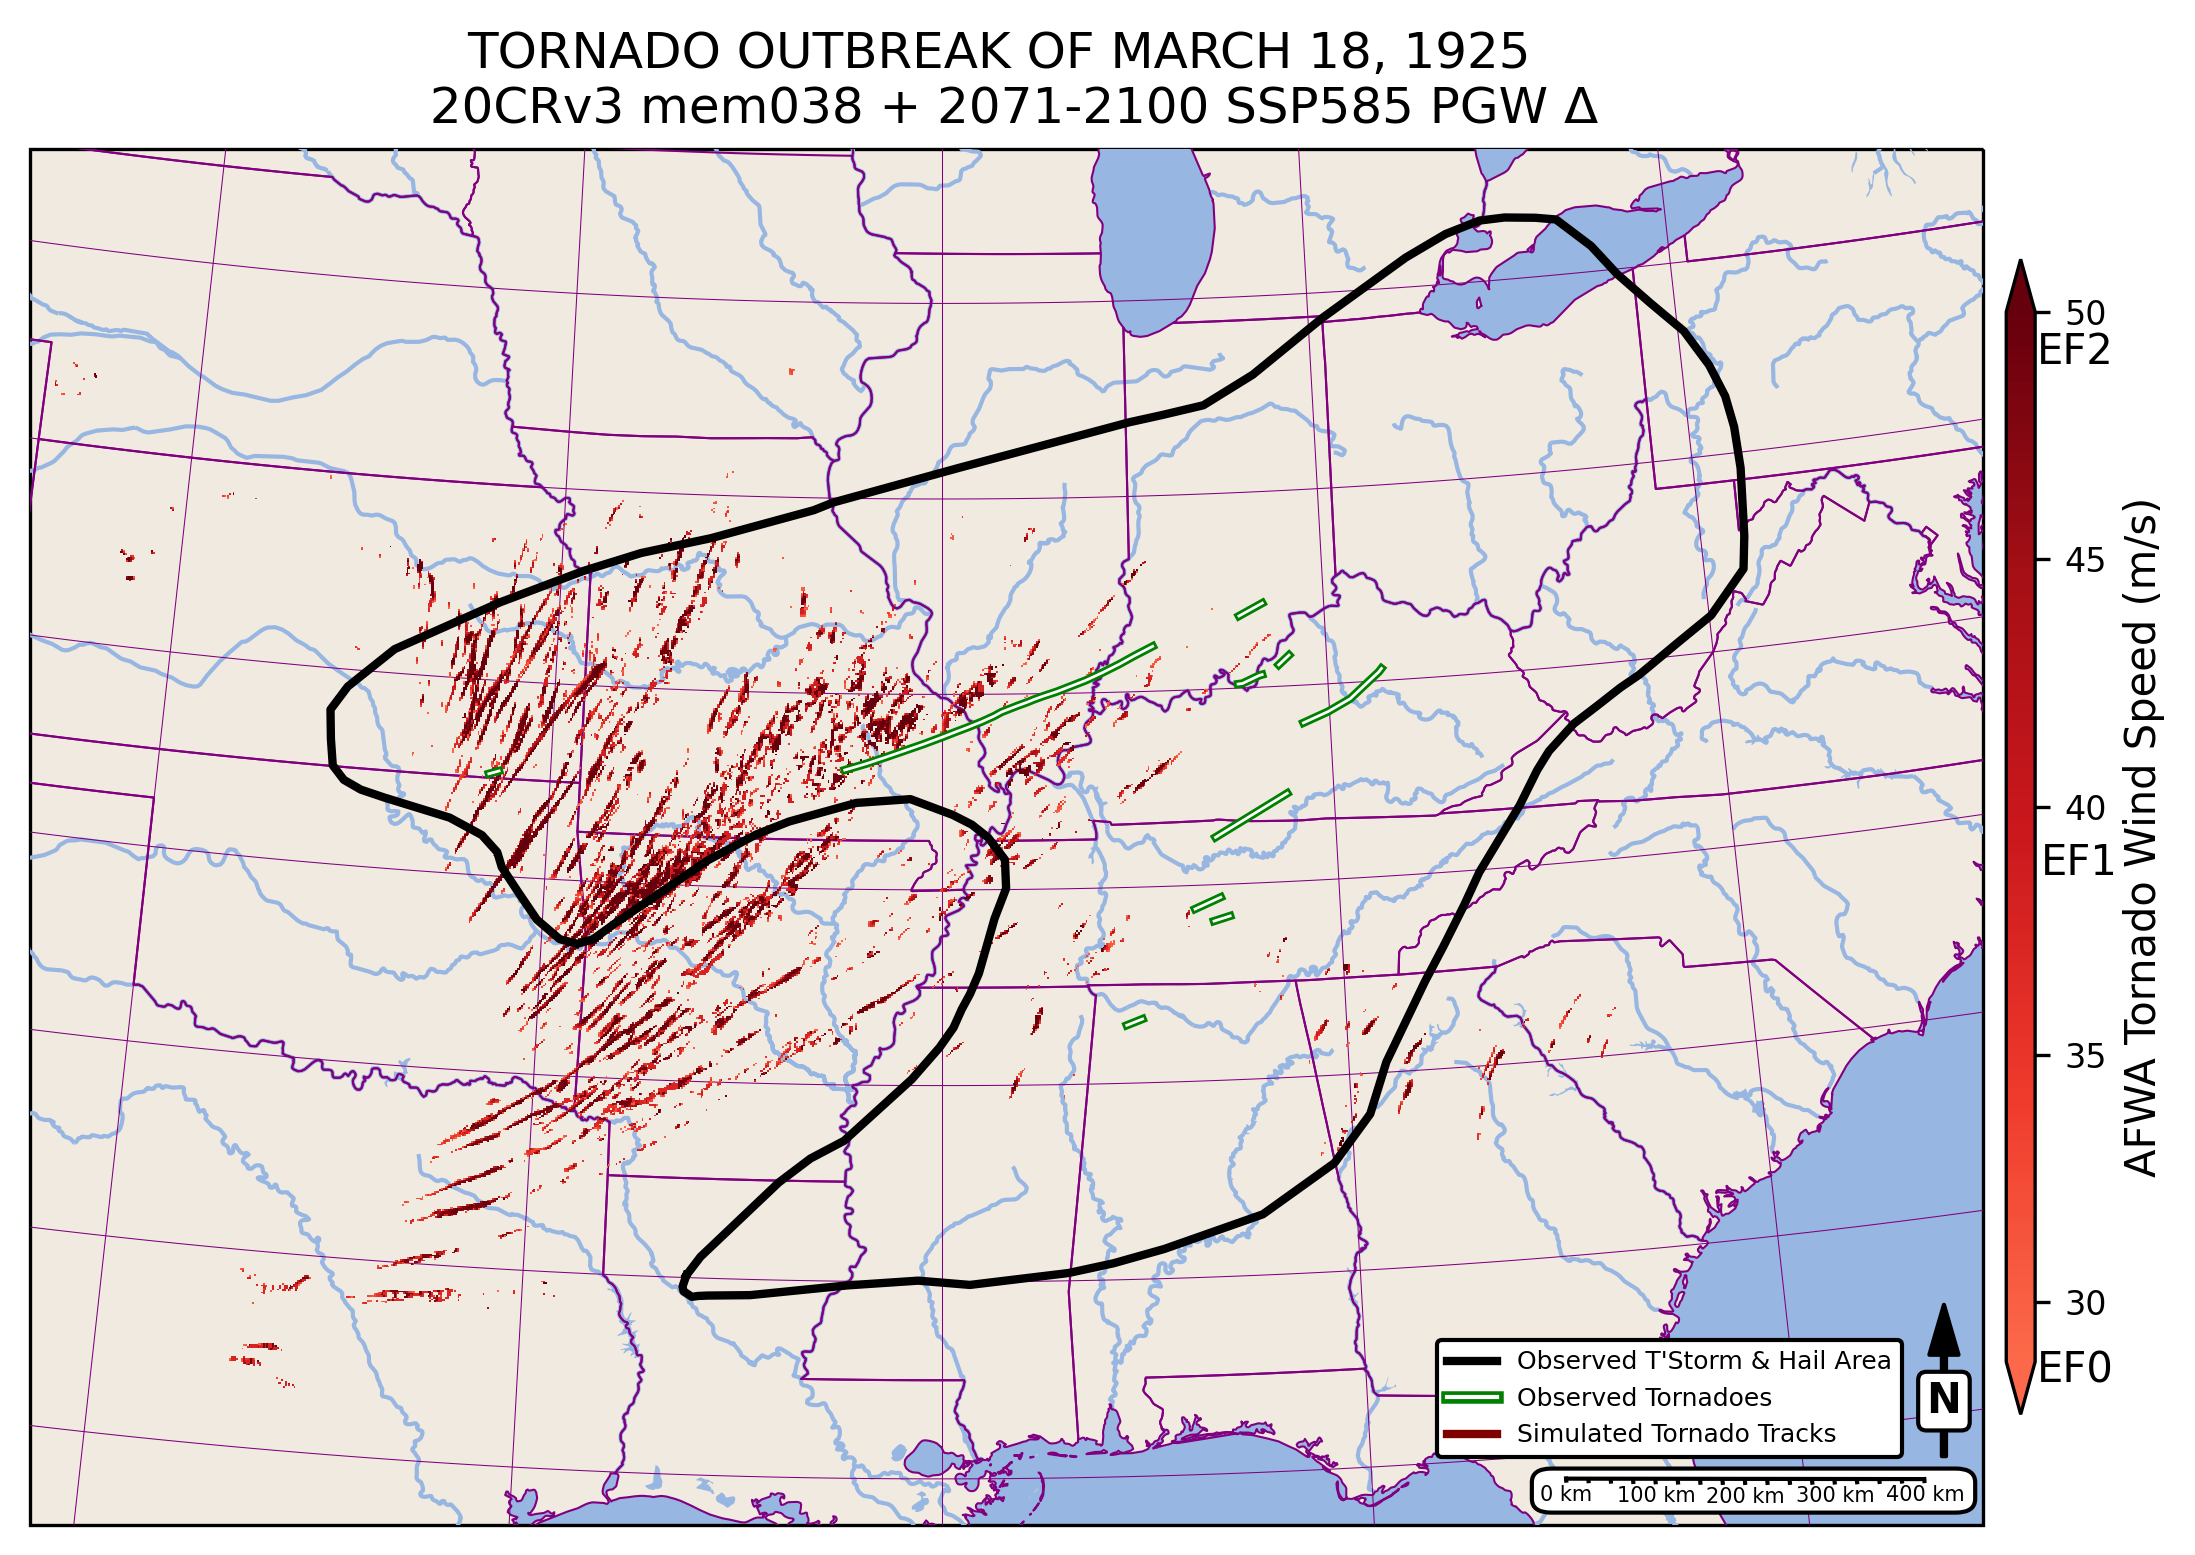 TORNADO OUTBREAK OF MARCH 18, 1925
20CRv3 mem038 + 2071-2100 SSP585 PGW Δ
50
EF2
45
40
EF1
35
30
EF0
AFWA Tornado Wind Speed (m/s)
Observed T'Storm & Hail Area
Observed Tornadoes
Simulated Tornado Tracks
N
0 km 100 km 200 km 300 km 400 km